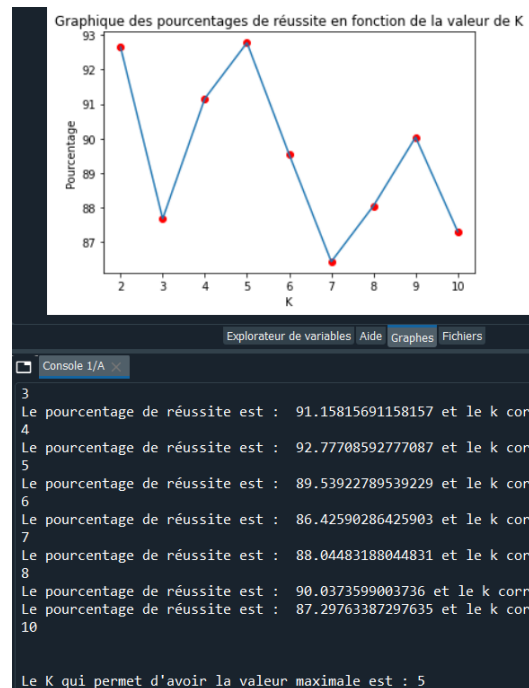 Graphique des pourcentages de réussite en fonction de la valeur de K
93
92
91
90
89
88
87
Pourcentage
2 3 4 5 6 7 8 9 10
K
Explorateur de variables Aide Graphes Fichiers
Console 1/A
3
Le pourcentage de réussite est : 91.15815691158157 et le k corr
4
Le pourcentage de réussite est : 92.77708592777087 et le k corr
5
Le pourcentage de réussite est : 89.53922789539229 et le k corr
6
Le pourcentage de réussite est : 86.42590286425903 et le k corr
7
Le pourcentage de réussite est : 88.04483188044831 et le k corr
8
Le pourcentage de réussite est : 90.0373599003736 et le k corr
Le pourcentage de réussite est : 87.29763387297635 et le k corr
10
Le K qui permet d'avoir la valeur maximale est : 5